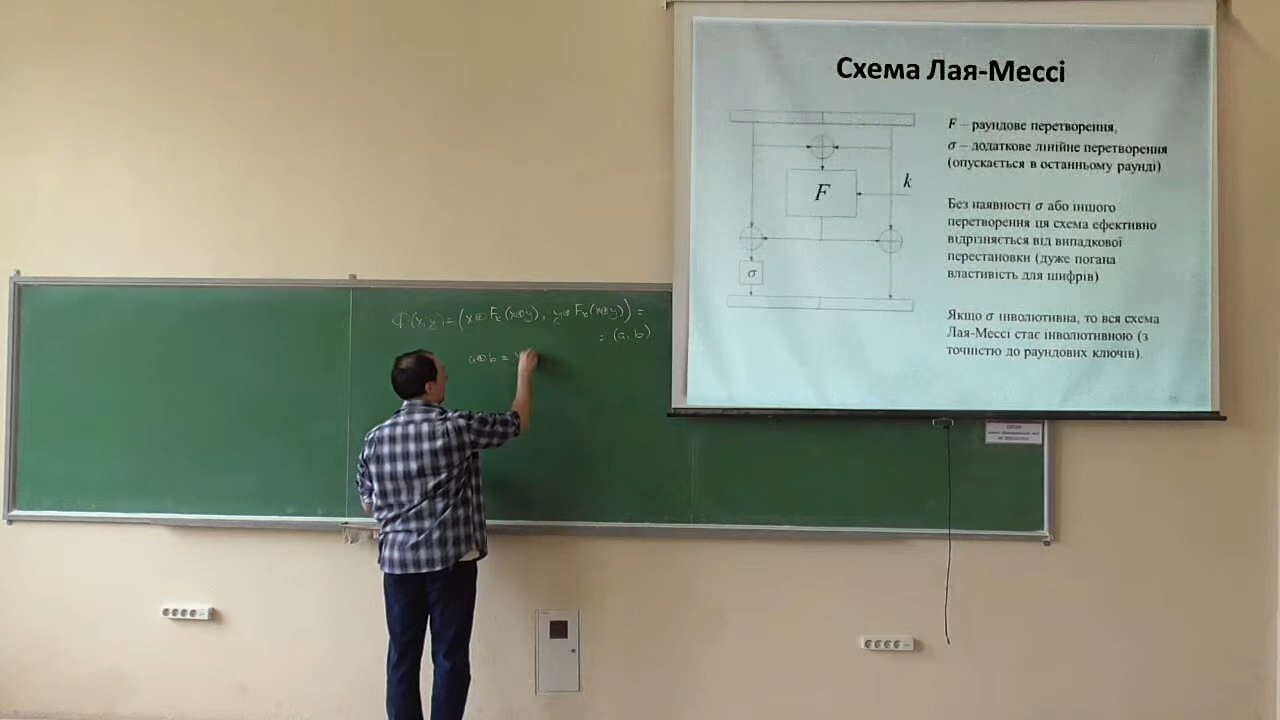 Схема Лая-Мессі
F – раундове перетворення,
σ – додаткове лінійне перетворення
(опускається в останньому раунді)
F
k
Без наявності σ або іншого
перетворення ця схема ефективно
відрізняється від випадкової
перестановки (дуже погана
властивість для шифрів)
σ
Якщо σ інволютивна, то вся схема
Лая-Мессі стає інволютивною (з
точністю до раундових ключів).
(x,y) = (x⊕F(x⊕y), y⊕F(x⊕y)) =
= (a, b)
a⊕b =